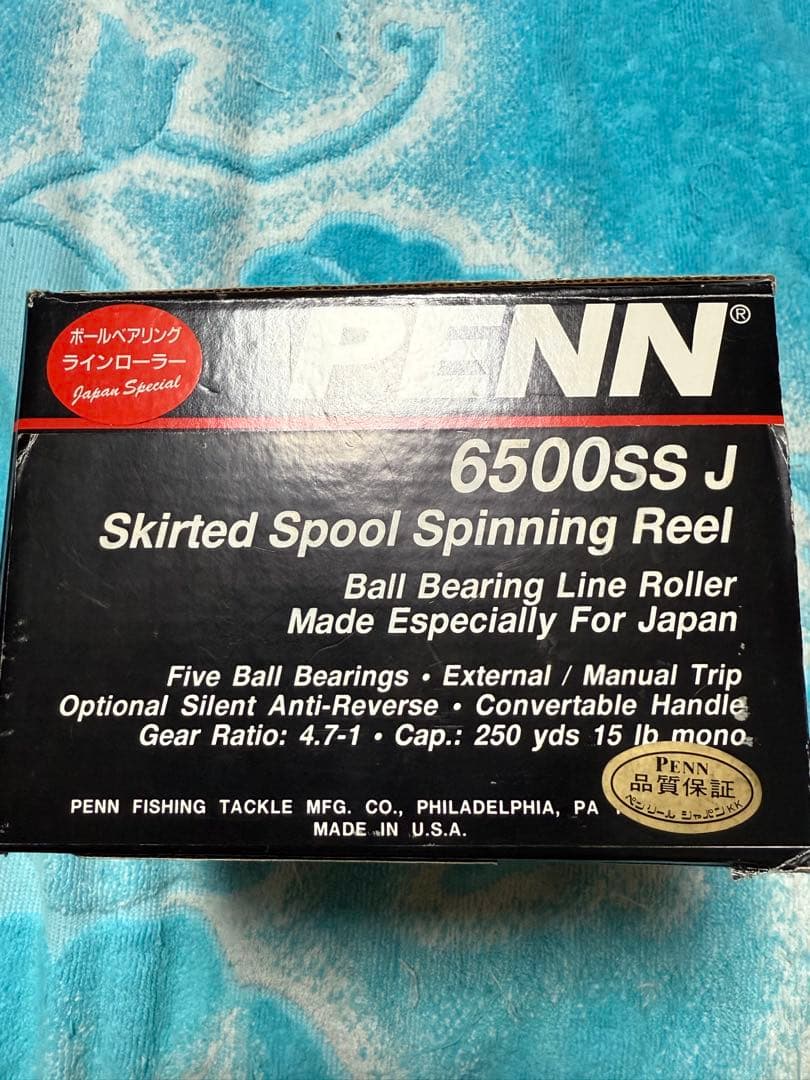 ボールベアリング
ラインローラー
Japan Special
PENN®
6500SS J
Skirted Spool Spinning Reel
Ball Bearing Line Roller
Made Especially For Japan
Five Ball Bearings • External / Manual Trip
Optional Silent Anti-Reverse • Convertable Handle
Gear Ratio: 4.7-1 • Cap.: 250 yds 15 lb mono
PENN
品質保証
ペンリール ジャパンKK
PENN FISHING TACKLE MFG. CO., PHILADELPHIA, PA
MADE IN U.S.A.